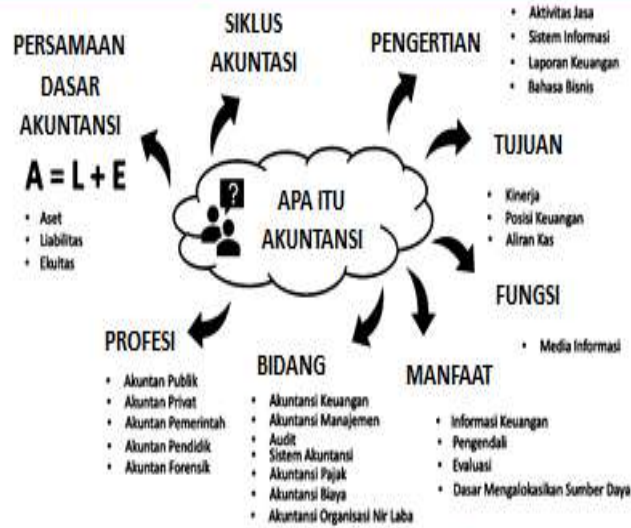 PERSAMAAN
DASAR
AKUNTANSI
A = L + E
• Aset
• Liabilitas
• Ekuitas
SIKLUS
AKUTASI
PENGERTIAN
• Aktivitas Jasa
• Sistem Informasi
• Laporan Keuangan
• Bahasa Bisnis
TUJUAN
• Kinerja
• Posisi Keuangan
• Aliran Kas
?
APA ITU
AKUNTANSI
FUNGSI
• Media Informasi
PROFESI
• Akuntan Publik
• Akuntan Privat
• Akuntan Pemerintah
• Akuntan Pendidik
• Akuntan Forensik
BIDANG
• Akuntansi Keuangan
• Akuntansi Manajemen
• Audit
• Sistem Akuntansi
• Akuntansi Pajak
• Akuntansi Biaya
• Akuntansi Organisasi Nir Laba
MANFAAT
• Informasi Keuangan
• Pengendali
• Evaluasi
• Dasar Mengalokasikan Sumber Daya